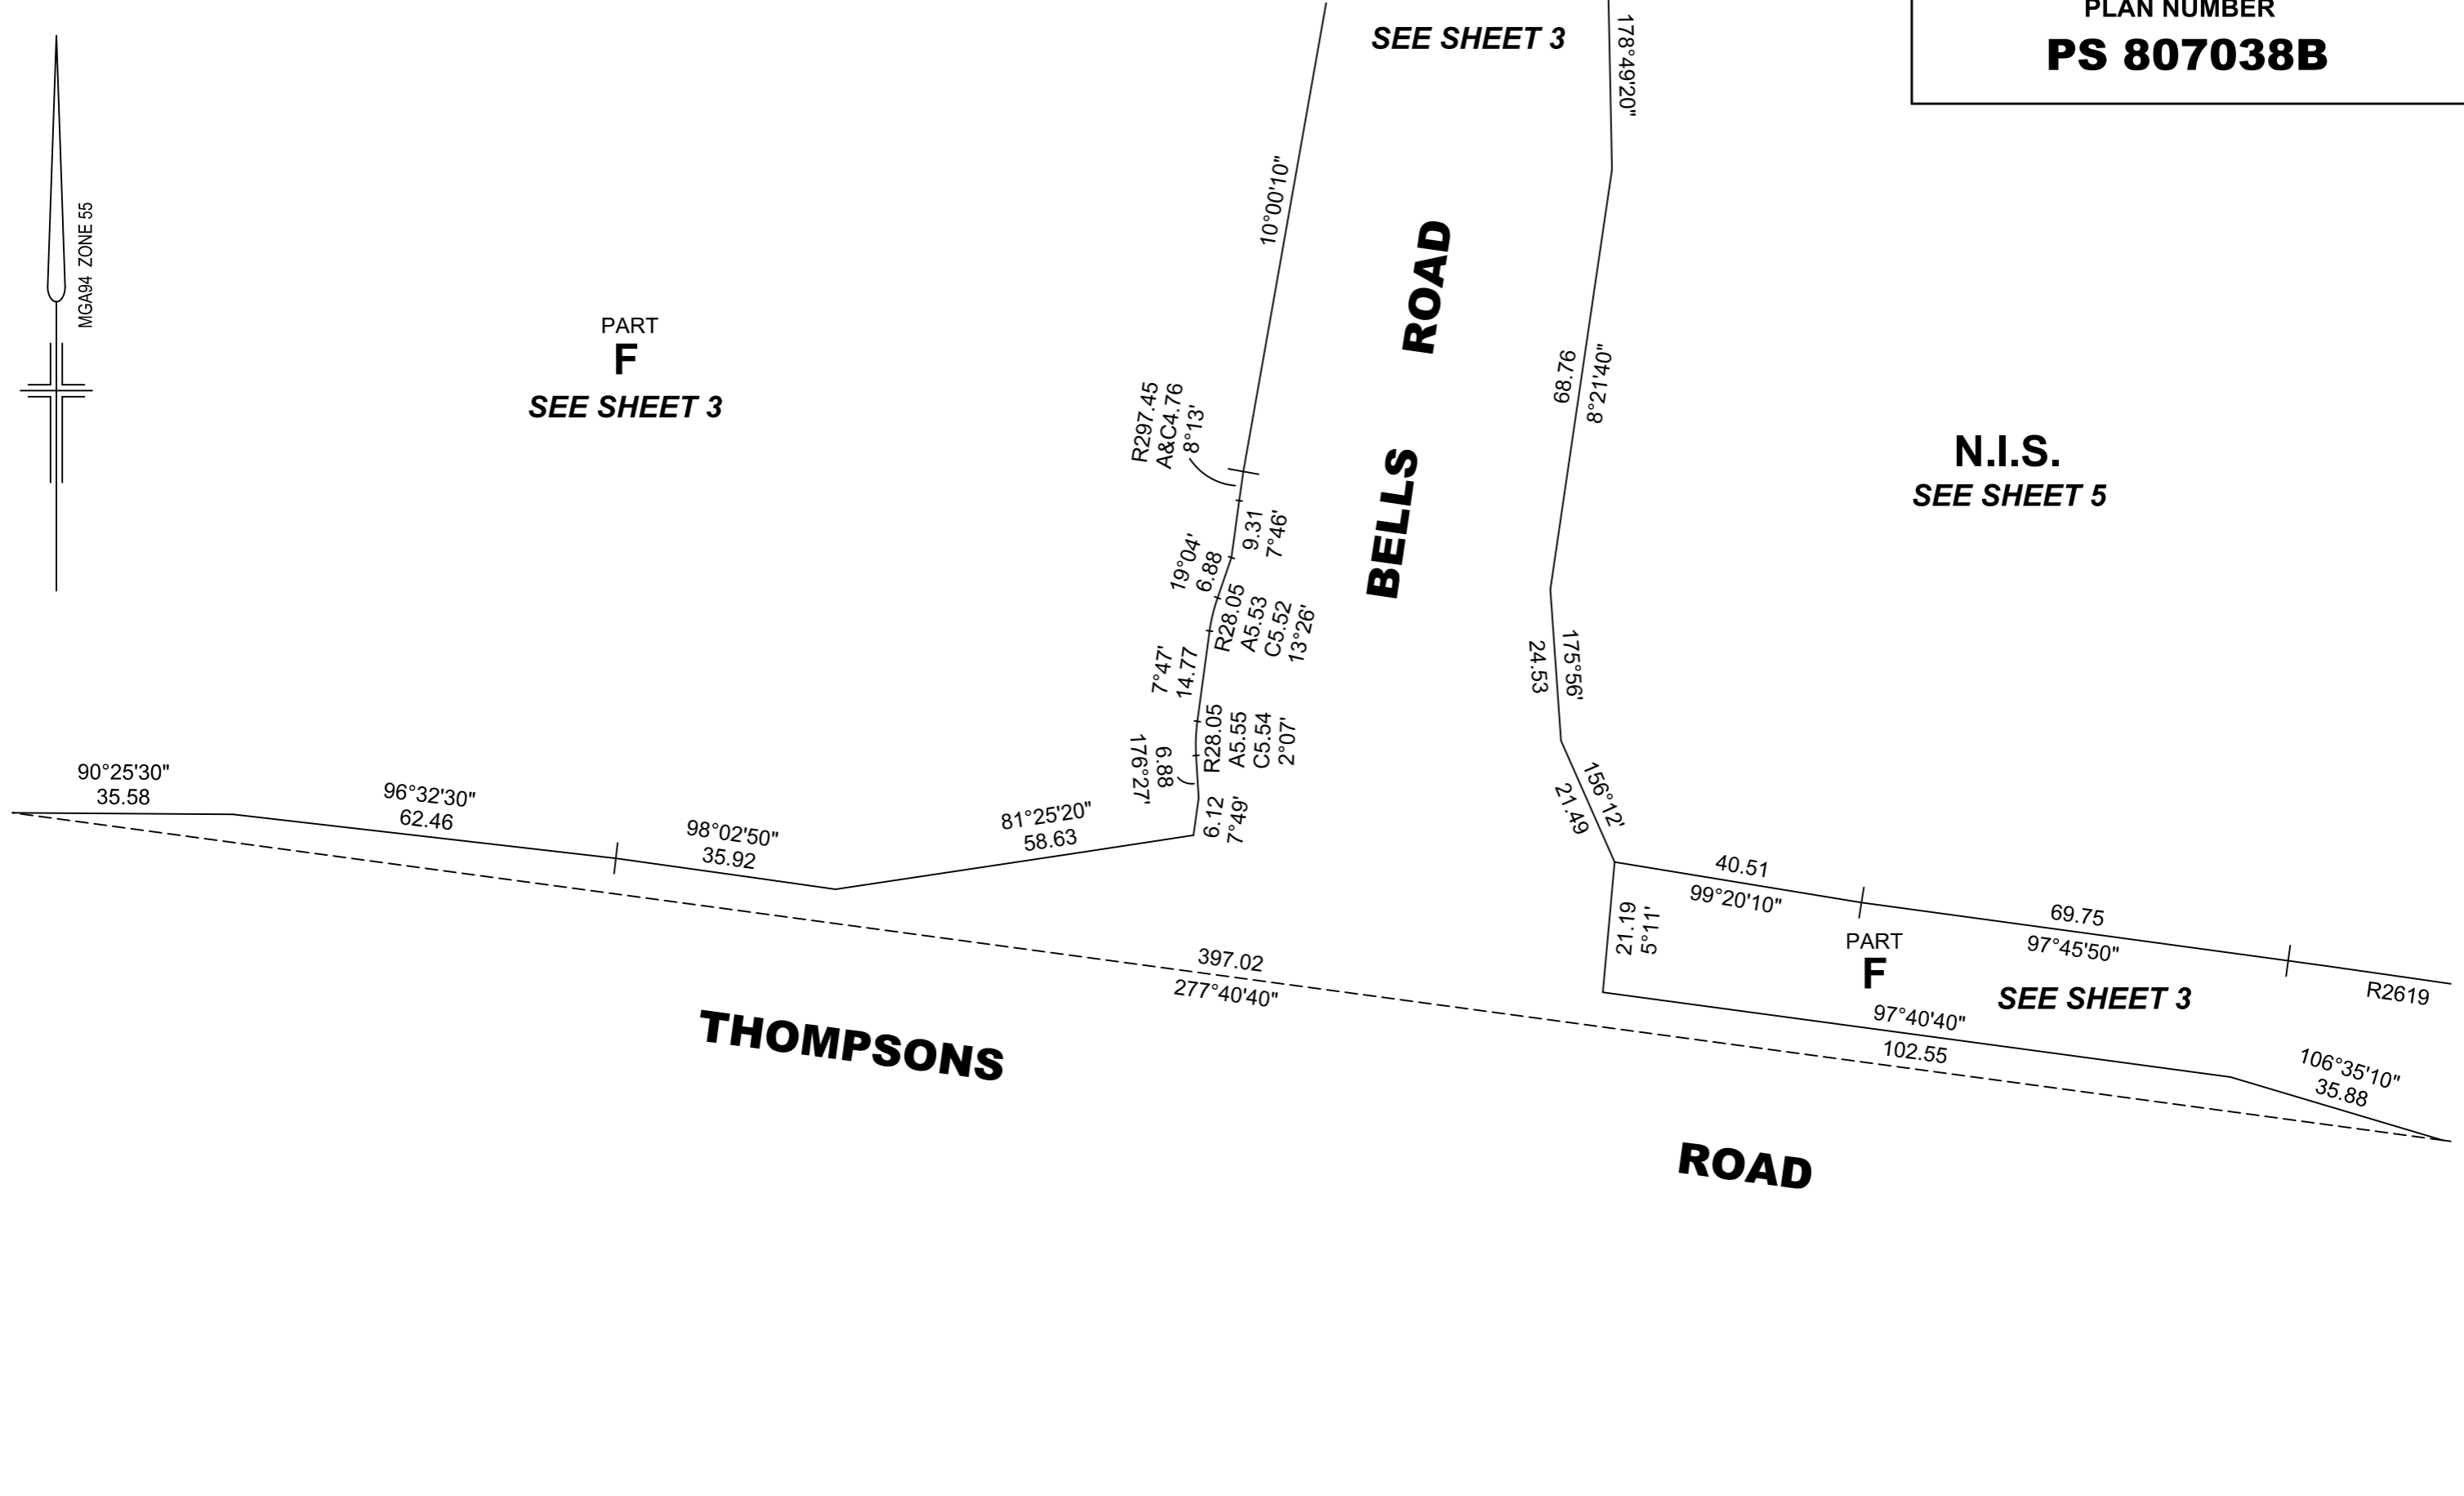 PLAN NUMBER
PS 807038B
SEE SHEET 3
178°49'20"
MGA94 ZONE 55
10°00'10"
ROAD
BELLS
PART
F
SEE SHEET 3
68.76
8°21'40"
R297.45
A&C4.76
8°13'
N.I.S.
SEE SHEET 5
9.31
7°46'
19°04'
6.88
R28.05
A5.53
C5.52
13°26'
7°47'
14.77
24.53
175°56'
R28.05
A5.55
C5.54
2°07'
176°27'
6.88
90°25'30"
35.58
96°32'30"
62.46
98°02'50"
35.92
81°25'20"
58.63
6.12
7°49'
156°12'
21.49
40.51
99°20'10"
69.75
97°45'50"
21.19
5°11'
PART
F
SEE SHEET 3
R2619
397.02
277°40'40"
97°40'40"
102.55
106°35'10"
35.88
THOMPSONS
ROAD